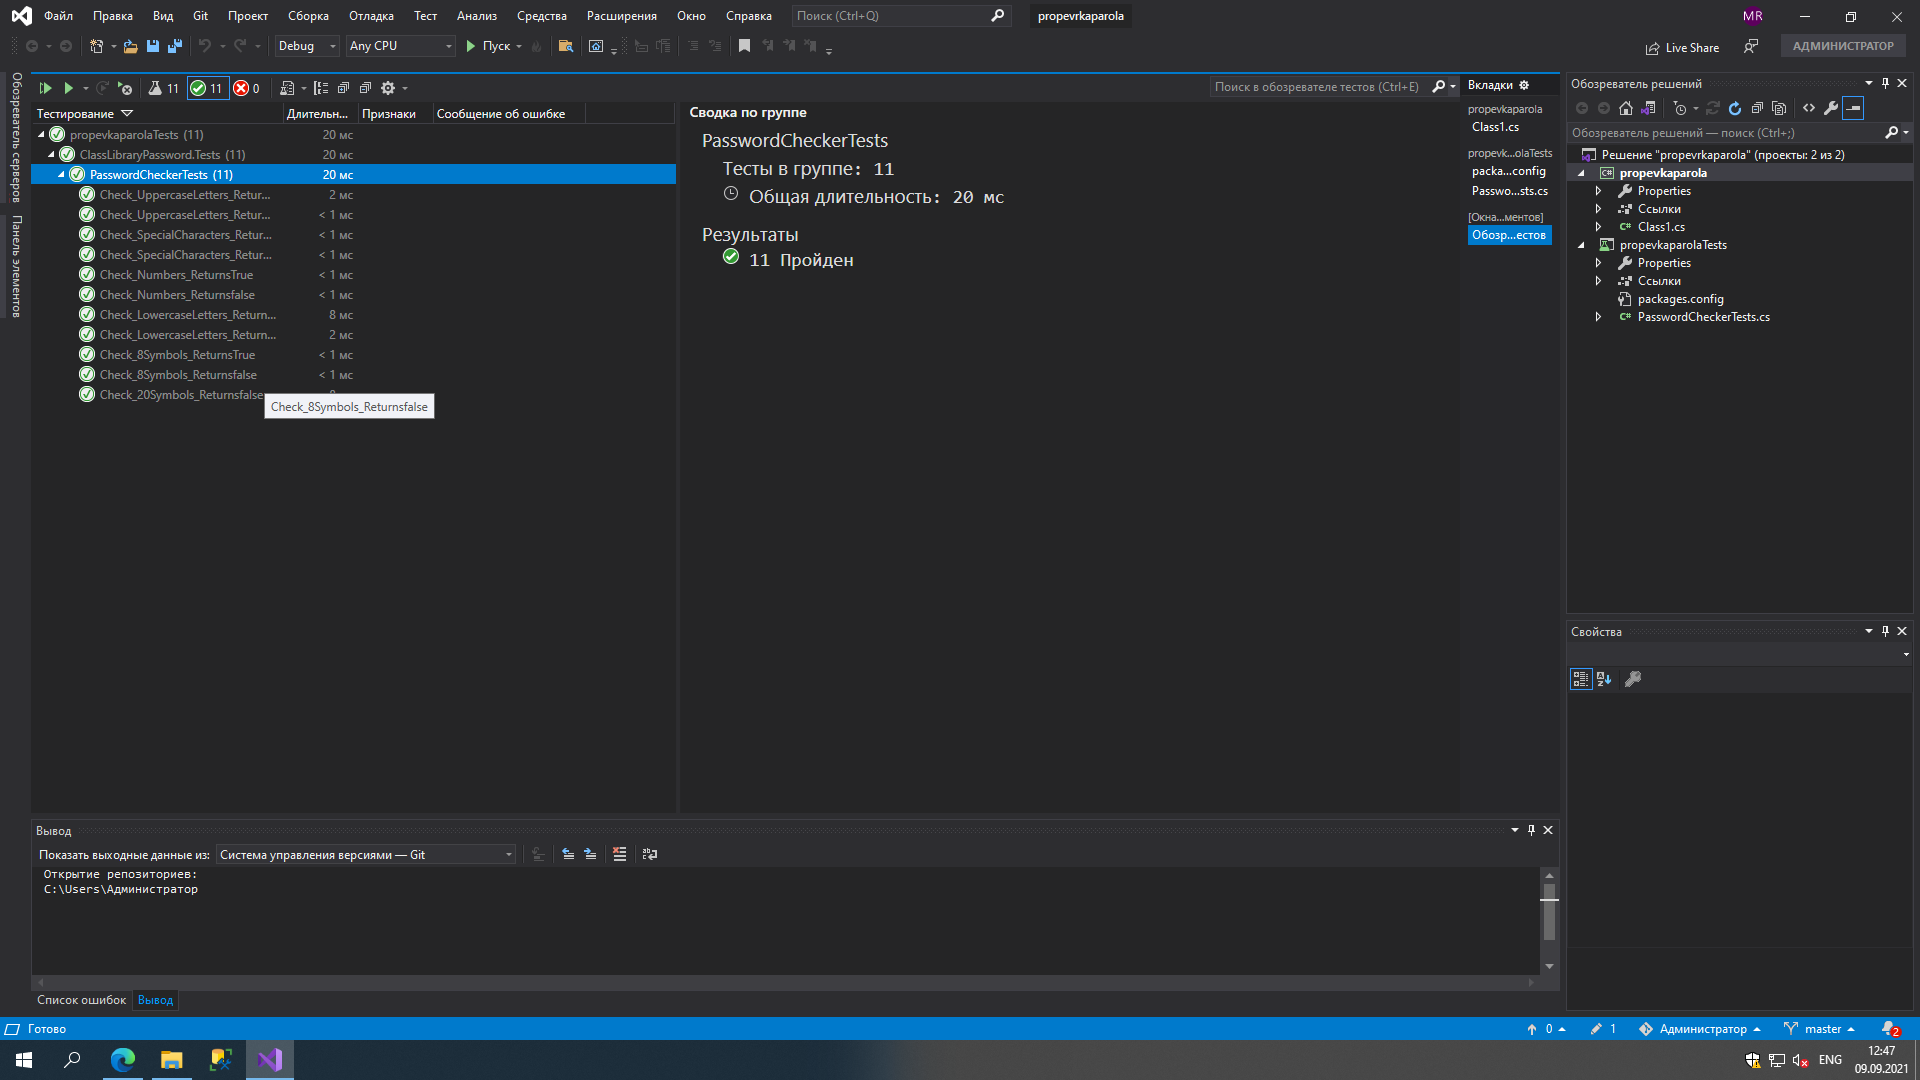 Файл Правка Вид Git Проект Сборка Отладка Тест Анализ Средства Расширения Окно Справка Поиск (Ctrl+Q) propevrkaparola MR
Debug Any CPU Пуск Live Share АДМИНИСТРАТОР
Обозреватель серверов
Панель элементов
11 11 0 Поиск в обозревателе тестов (Ctrl+E)
Тестирование Длительн... Признаки Сообщение об ошибке
propevkaparolaTests (11) 20 мс
ClassLibraryPassword.Tests (11) 20 мс
PasswordCheckerTests (11) 20 мс
Check_UppercaseLetters_Retur... 2 мс
Check_UppercaseLetters_Retur... < 1 мс
Check_SpecialCharacters_Retur... < 1 мс
Check_SpecialCharacters_Retur... < 1 мс
Check_Numbers_ReturnsTrue < 1 мс
Check_Numbers_Returnsfalse < 1 мс
Check_LowercaseLetters_Return... 8 мс
Check_LowercaseLetters_Return... 2 мс
Check_8Symbols_ReturnsTrue < 1 мс
Check_8Symbols_Returnsfalse < 1 мс
Check_20Symbols_Returnsfalse
Check_8Symbols_Returnsfalse
Сводка по группе
PasswordCheckerTests
Тесты в группе: 11
Общая длительность: 20 мс
Результаты
11 Пройден
Вкладки
propevkaparola
Class1.cs
propevk...olaTests
packa...config
Passwo...sts.cs
[Окна...ментов]
Обозр...естов
Обозреватель решений
Обозреватель решений — поиск (Ctrl+;)
Решение "propevrkaparola" (проекты: 2 из 2)
propevkaparola
Properties
Ссылки
Class1.cs
propevkaparolaTests
Properties
Ссылки
packages.config
PasswordCheckerTests.cs
Свойства
Вывод
Показать выходные данные из: Система управления версиями — Git
Открытие репозиториев:
C:\Users\Администратор
Список ошибок Вывод
Готово 0 1 Администратор master 2
ENG 12:47
09.09.2021